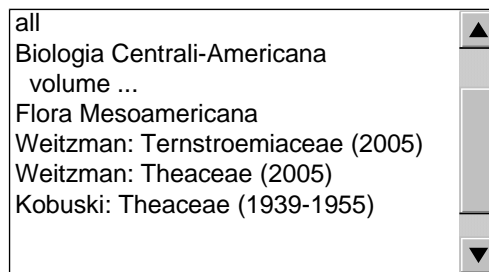 all
Biologia Centrali-Americana
volume ...
Flora Mesoamericana
Weitzman: Ternstroemiaceae (2005)
Weitzman: Theaceae (2005)
Kobuski: Theaceae (1939-1955)